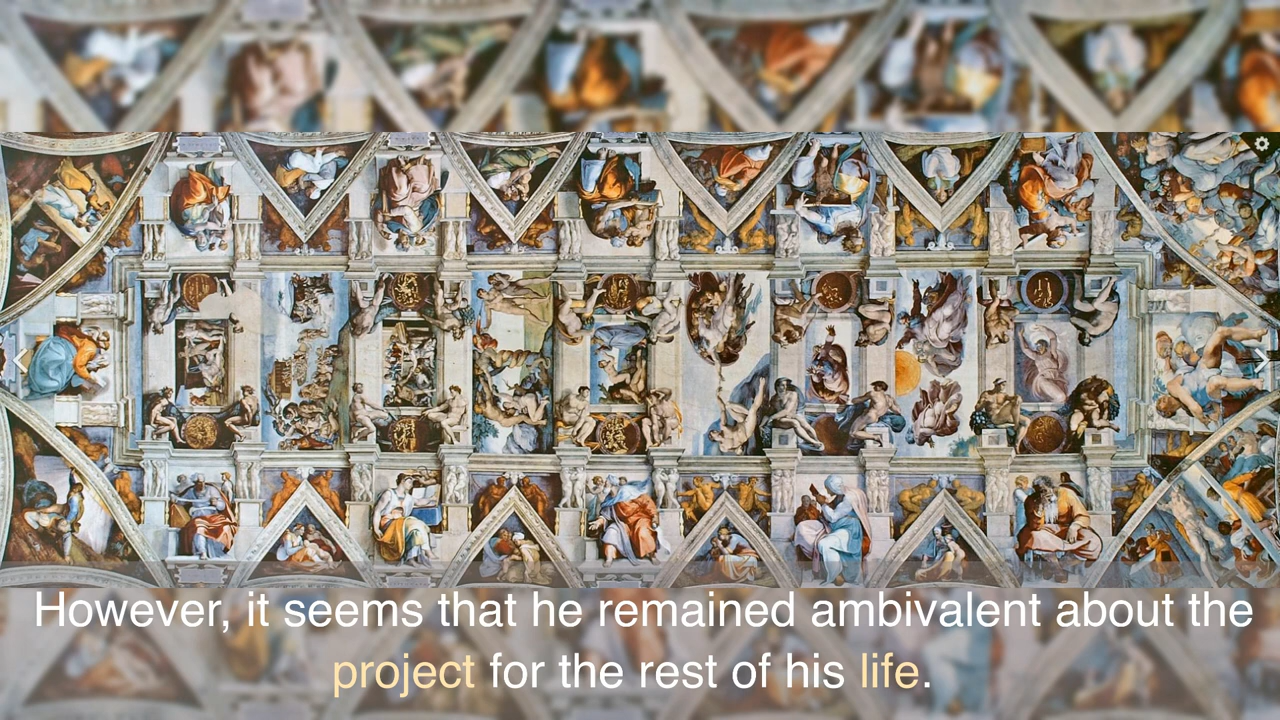 However, it seems that he remained ambivalent about the
project for the rest of his life.